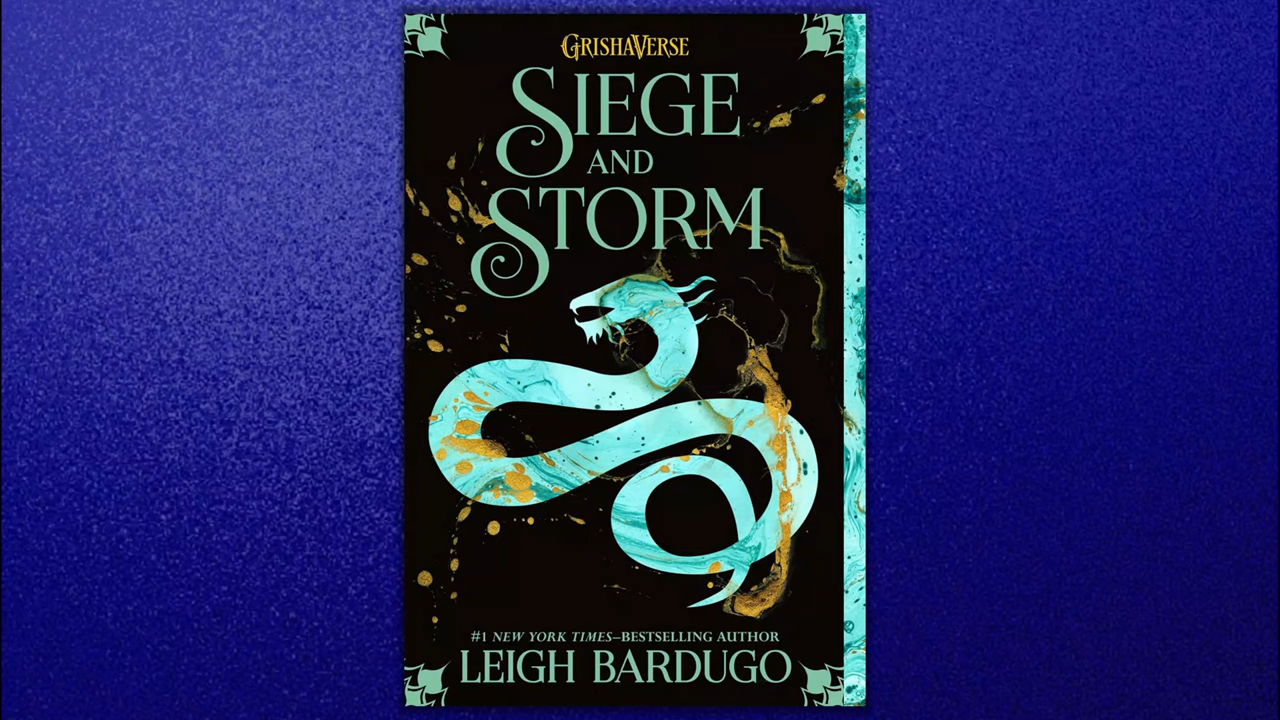 GRISHAVERSE
SIEGE
AND
STORM
#1 NEW YORK TIMES–BESTSELLING AUTHOR
LEIGH BARDUGO